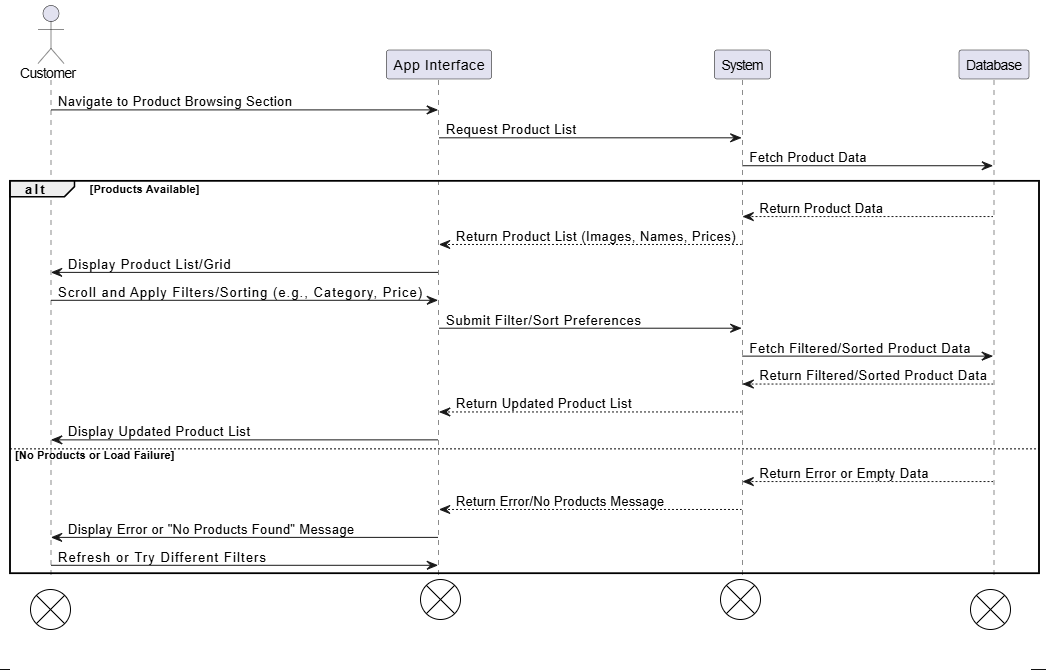 Customer
App Interface
System
Database
Navigate to Product Browsing Section
Request Product List
Fetch Product Data
alt
[Products Available]
Return Product Data
Return Product List (Images, Names, Prices)
Display Product List/Grid
Scroll and Apply Filters/Sorting (e.g., Category, Price)
Submit Filter/Sort Preferences
Fetch Filtered/Sorted Product Data
Return Filtered/Sorted Product Data
Return Updated Product List
Display Updated Product List
[No Products or Load Failure]
Return Error or Empty Data
Return Error/No Products Message
Display Error or "No Products Found" Message
Refresh or Try Different Filters